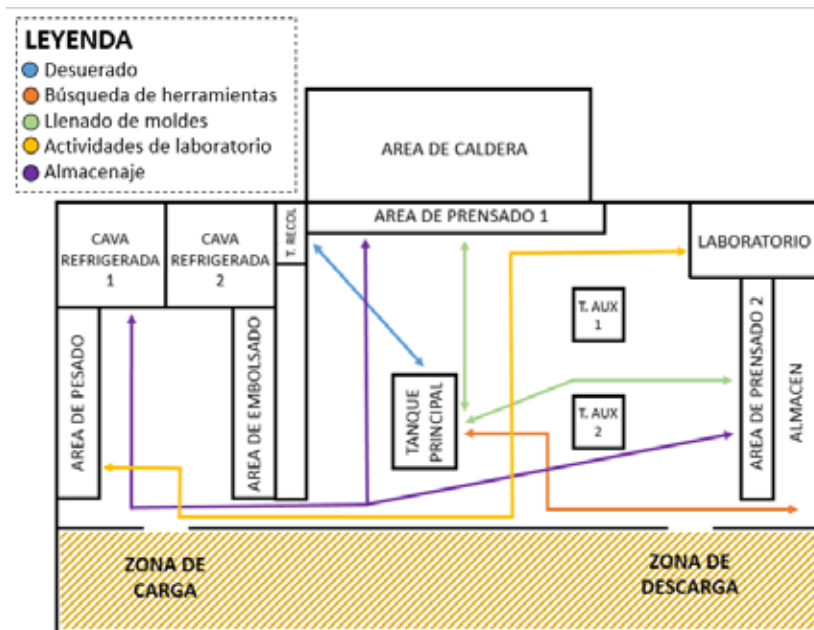 LEYENDA
Desuerado
Búsqueda de herramientas
Llenado de moldes
Actividades de laboratorio
Almacenaje
AREA DE CALDERA
AREA DE PRENSADO 1
T. RECOL
CAVA
REFRIGERADA
1
CAVA
REFRIGERADA
2
LABORATORIO
T. AUX
1
T. AUX
2
AREA DE PESADO
AREA DE EMBOLSADO
TANQUE
PRINCIPAL
AREA DE PRENSADO 2
ALMACEN
ZONA DE
CARGA
ZONA DE
DESCARGA